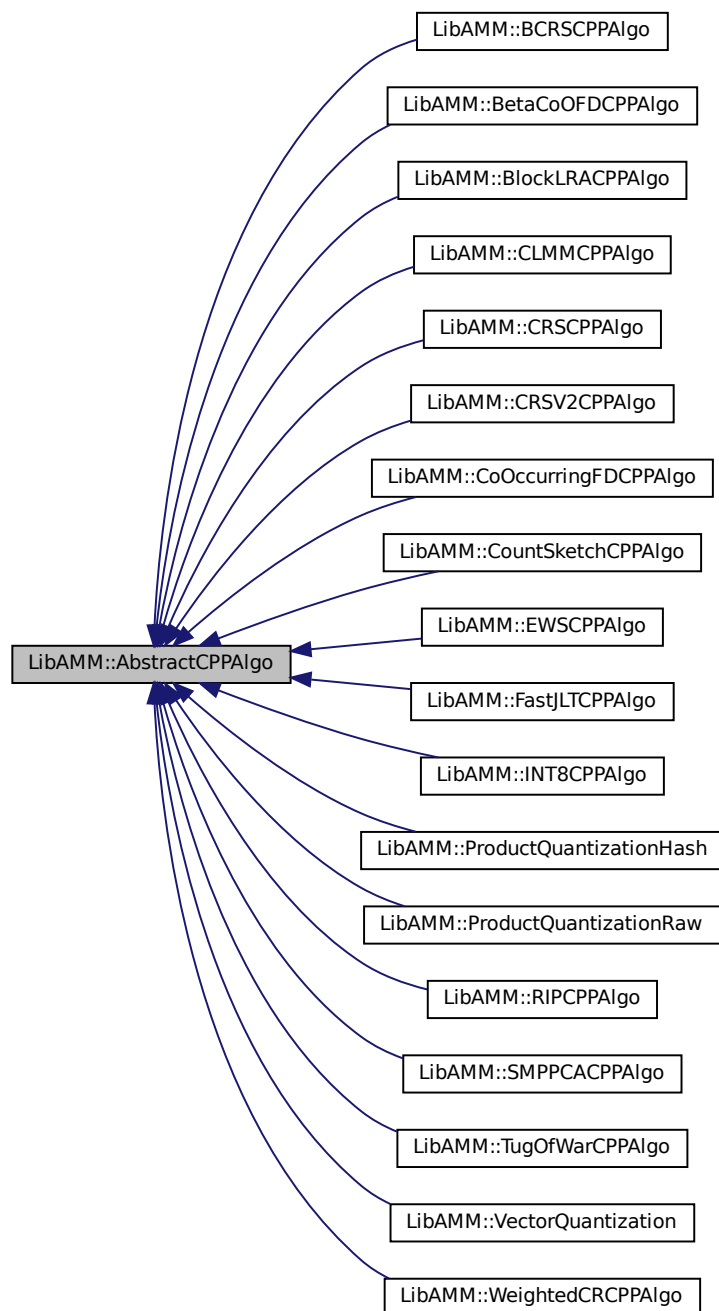 LibAMM::BCRSCPPAlgo
LibAMM::BetaCoOFDCPPAlgo
LibAMM::BlockLRACPPAlgo
LibAMM::CLMMCPPAlgo
LibAMM::CRSCPPAlgo
LibAMM::CRSV2CPPAlgo
LibAMM::CoOccurringFDCPPAlgo
LibAMM::CountSketchCPPAlgo
LibAMM::EWSCPPAlgo
LibAMM::AbstractCPPAlgo
LibAMM::FastJLTCPPAlgo
LibAMM::INT8CPPAlgo
LibAMM::ProductQuantizationHash
LibAMM::ProductQuantizationRaw
LibAMM::RIPCPPAlgo
LibAMM::SMPPCACPPAlgo
LibAMM::TugOfWarCPPAlgo
LibAMM::VectorQuantization
LibAMM::WeightedCRCPPAlgo